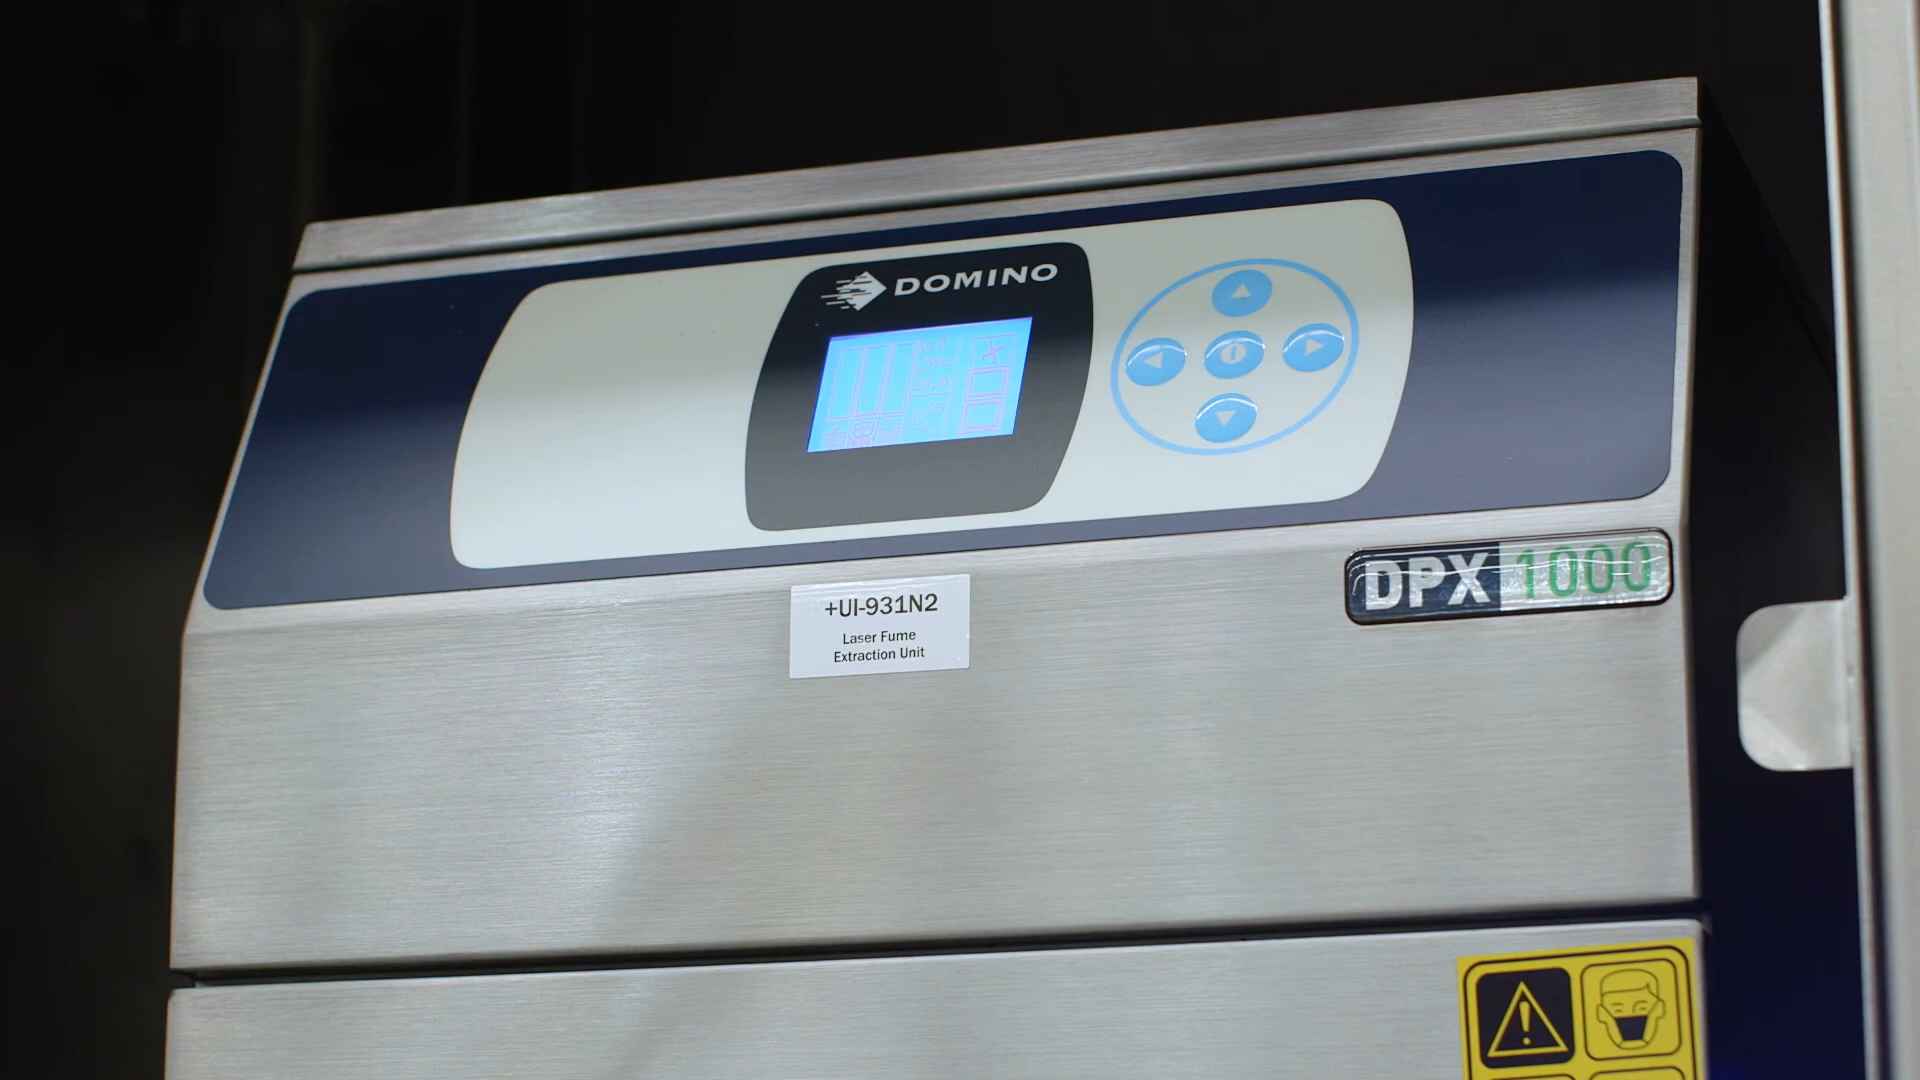 DOMINO
DPX 1000
+UI-931N2
Laser Fume
Extraction Unit